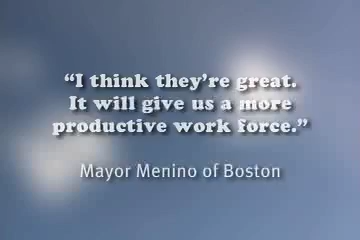 “I think they’re great.
It will give us a more
productive work force.”
Mayor Menino of Boston